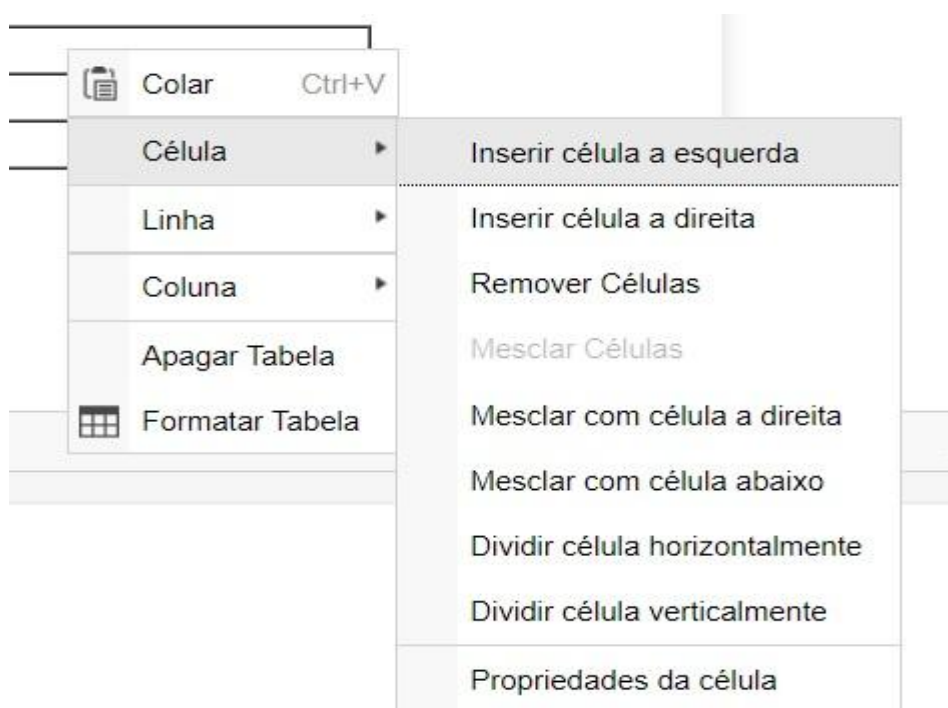 Colar Ctrl+V
Célula
Linha
Coluna
Apagar Tabela
Formatar Tabela
Inserir célula a esquerda
Inserir célula a direita
Remover Células
Mesclar Células
Mesclar com célula a direita
Mesclar com célula abaixo
Dividir célula horizontalmente
Dividir célula verticalmente
Propriedades da célula